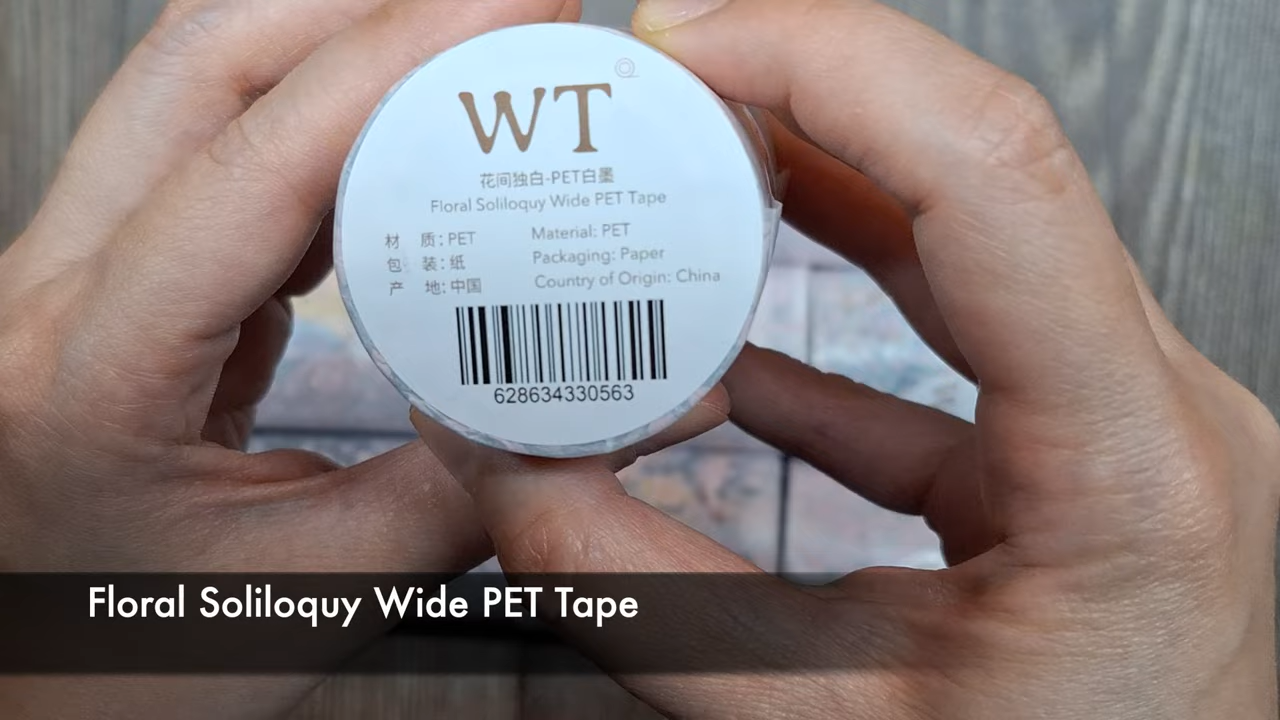 WT
花间独白-PET白墨
Floral Soliloquy Wide PET Tape
材 质: PET
包 装: 纸
产 地: 中国
Material: PET
Packaging: Paper
Country of Origin: China
628634330563
Floral Soliloquy Wide PET Tape